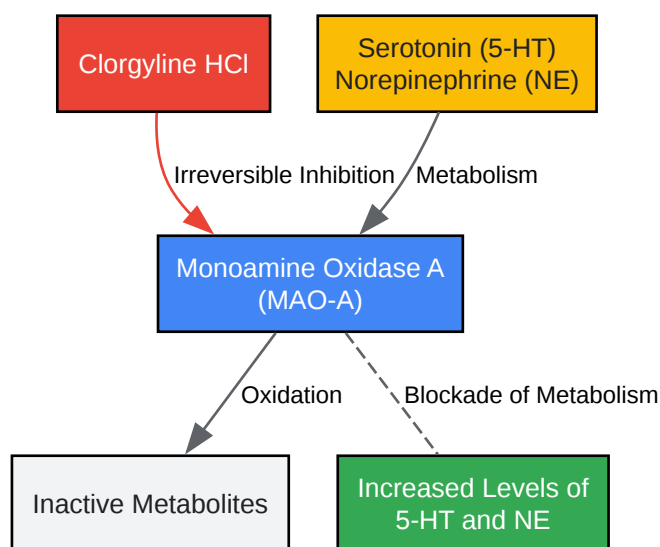 Clorgyline HCl
Serotonin (5-HT)
Norepinephrine (NE)
Irreversible Inhibition
Metabolism
Monoamine Oxidase A
(MAO-A)
Oxidation
Blockade of Metabolism
Inactive Metabolites
Increased Levels of
5-HT and NE